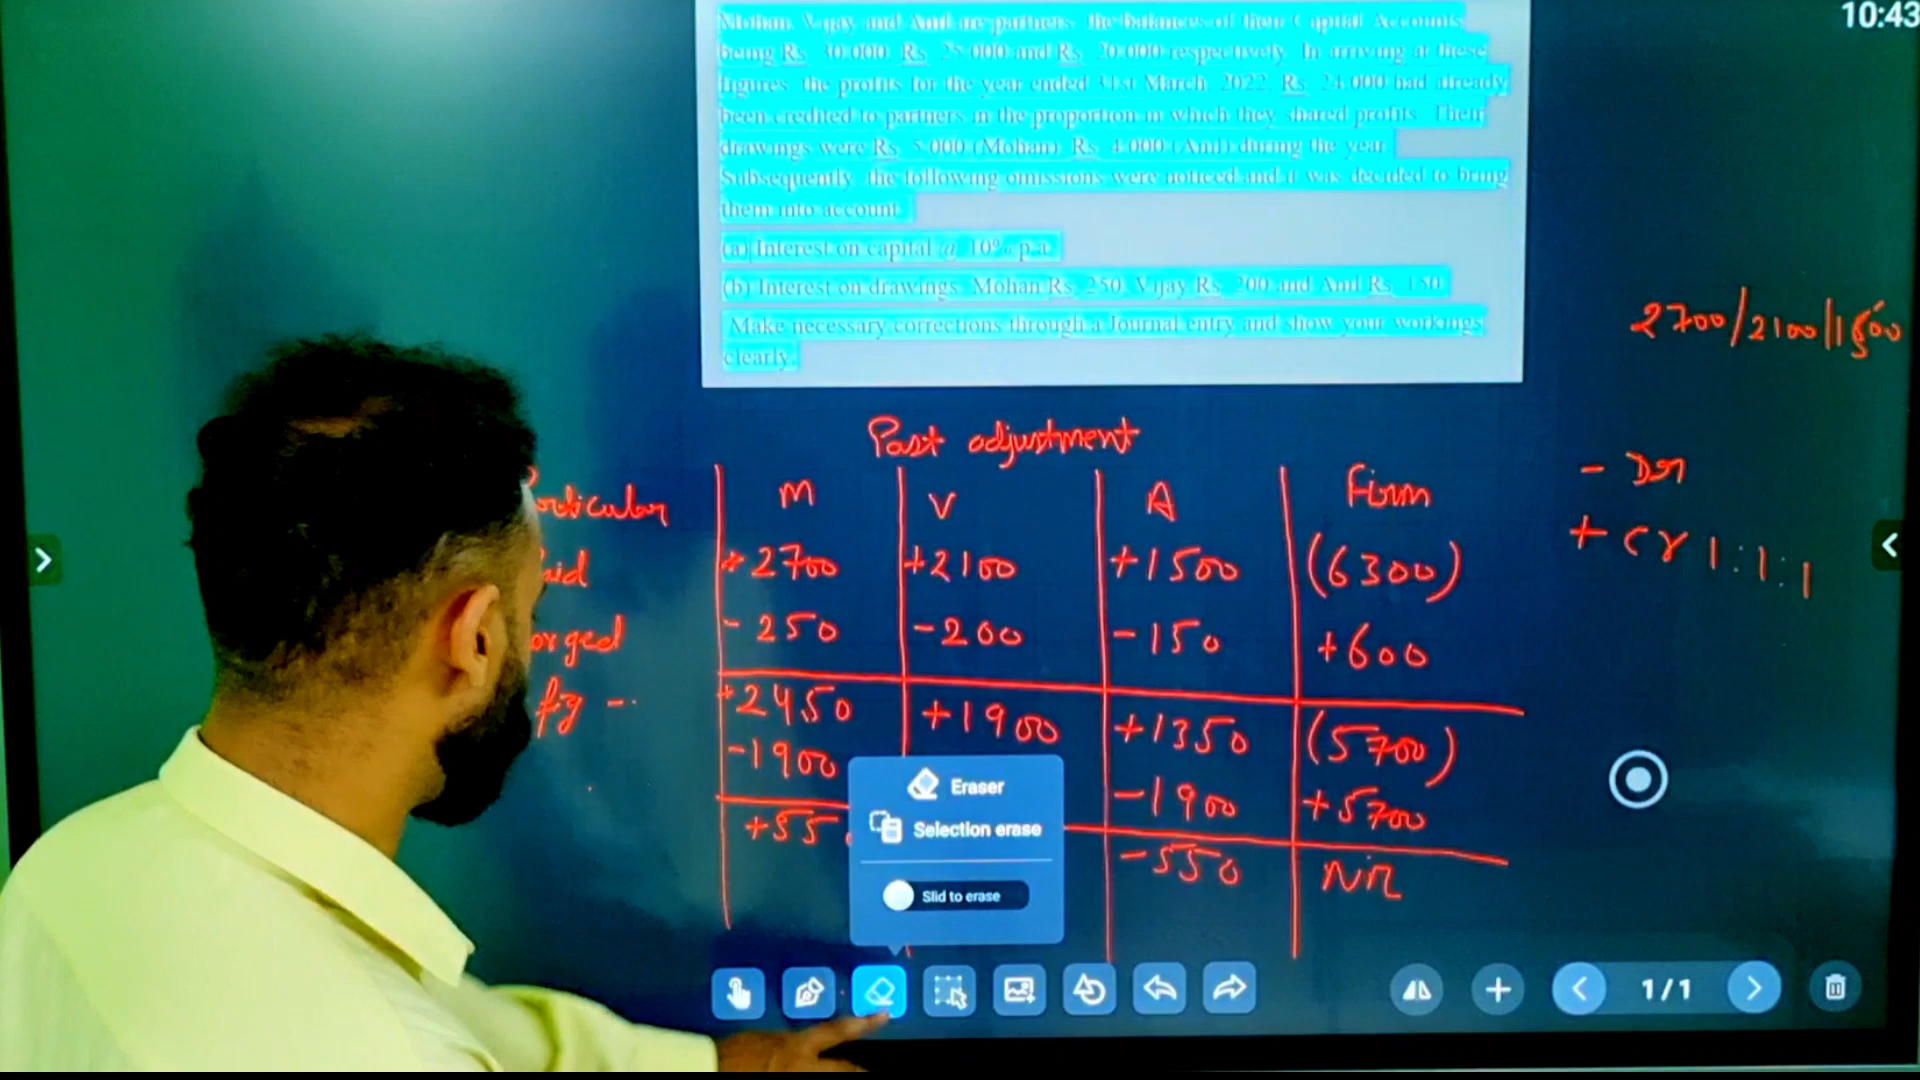 10:43
Mohan, Vijay and Anil are partners, the balances of their Capital Accounts
being Rs. 30,000, Rs. 25,000 and Rs. 20,000 respectively. In arriving at these
figures, the profits for the year ended 31st March, 2022, Rs. 24,000 had already
been credited to partners in the proportion in which they shared profits. Their
drawings were Rs. 5,000 (Mohan), Rs. 4,000 (Anil) during the year.
Subsequently, the following omissions were noticed and it was decided to bring
them into account.
(a) Interest on capital @ 10% p.a
(b) Interest on drawings: Mohan Rs. 250, Vijay Rs. 200 and Anil Rs. 150.
Make necessary corrections through a Journal entry and show your workings
clearly.
2700/2100/1500
Past adjustment
M V A Firm
+2700 +2100 +1500 (6300)
-250 -200 -150 +600
+2450 +1900 +1350 (5700)
-1900 -1900 +5700
+55 -550 Nil
- Dr
+ Cr 1:1:1
Eraser
Selection erase
Slid to erase
1/1